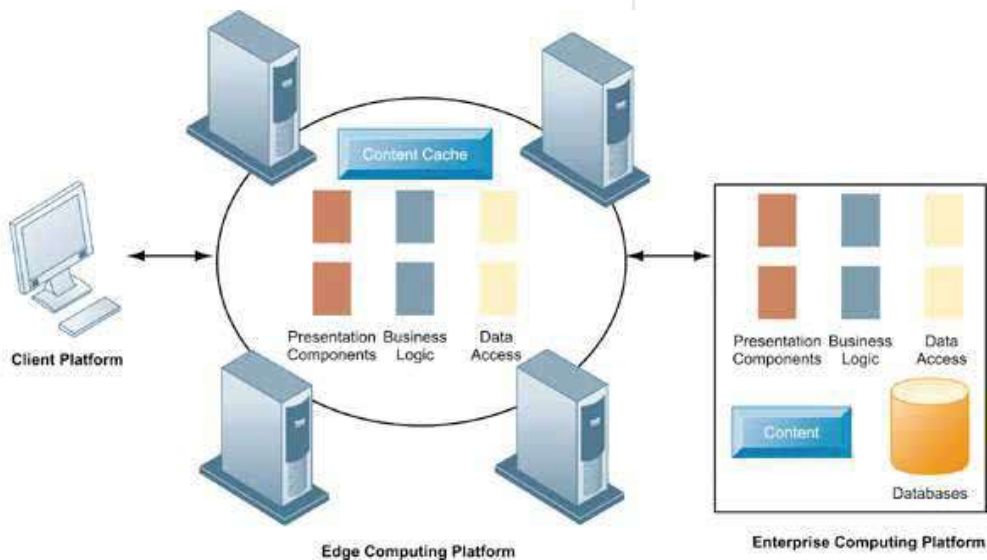 Content Cache
Presentation Components
Business Logic
Data Access
Client Platform
Presentation Components
Business Logic
Data Access
Content
Databases
Edge Computing Platform
Enterprise Computing Platform